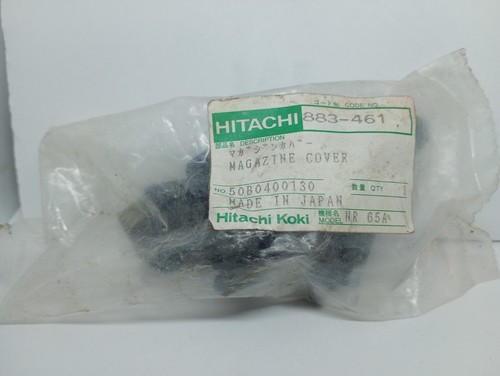 コード № CODE NO.
HITACHI 883-461
部品名 DESCRIPTION
マガジンカバー
MAGAZINE COVER
NO. 50B0400130 数量 QTY 1
MADE IN JAPAN
Hitachi Koki 機種名 MODEL NR 65A